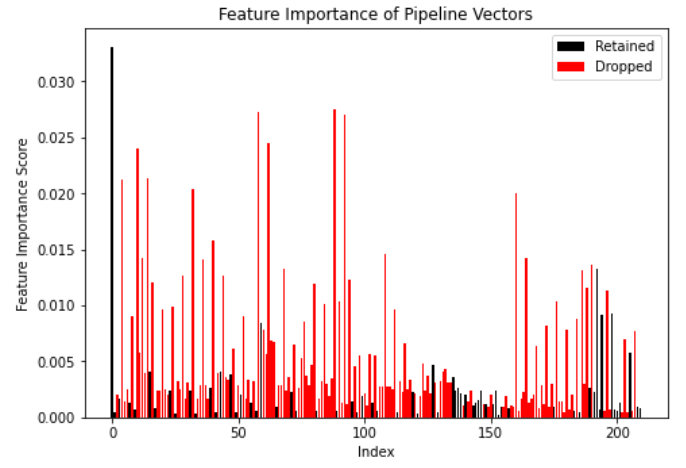 Feature Importance of Pipeline Vectors
Retained
Dropped
0.030
0.025
0.020
0.015
0.010
0.005
0.000
Feature Importance Score
0 50 100 150 200
Index